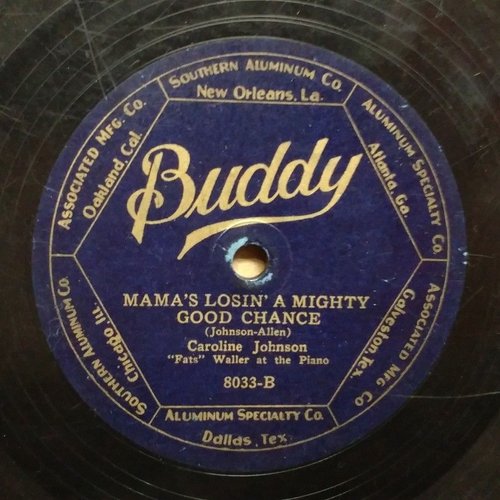 SOUTHERN ALUMINUM CO.
New Orleans, La.
ALUMINUM SPECIALTY CO.
Atlanta, Ga.
ASSOCIATED MFG. CO.
Galveston, Tex.
ALUMINUM SPECIALTY CO.
Dallas, Tex.
SOUTHERN ALUMINUM CO.
Chicago Ill.
ASSOCIATED MFG. CO.
Oakland, Cal.
Buddy
MAMA'S LOSIN' A MIGHTY
GOOD CHANCE
(Johnson-Allen)
Caroline Johnson
"Fats" Waller at the Piano
8033-B